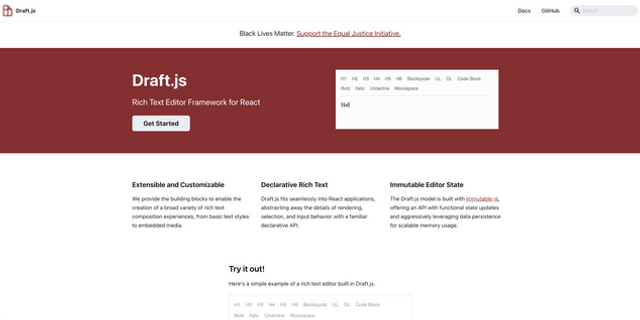 Draft.js
Docs GitHub Search
Black Lives Matter. Support the Equal Justice Initiative.
Draft.js
Rich Text Editor Framework for React
Get Started
H1 H2 H3 H4 H5 H6 Blockquote UL OL Code Block
Bold Italic Underline Monospace
Hel
Extensible and Customizable
We provide the building blocks to enable the
creation of a broad variety of rich text
composition experiences, from basic text styles
to embedded media.
Declarative Rich Text
Draft.js fits seamlessly into React applications,
abstracting away the details of rendering,
selection, and input behavior with a familiar
declarative API.
Immutable Editor State
The Draft.js model is built with immutable-js,
offering an API with functional state updates
and aggressively leveraging data persistence
for scalable memory usage.
Try it out!
Here's a simple example of a rich text editor built in Draft.js.
H1 H2 H3 H4 H5 H6 Blockquote UL OL Code Block
Bold Italic Underline Monospace